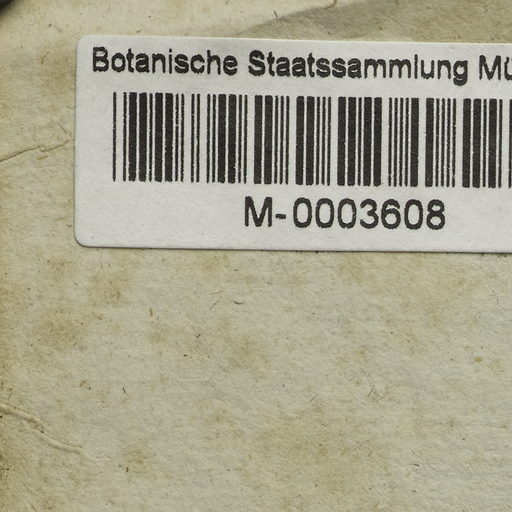 Botanische Staatssammlung Mü
M-0003608